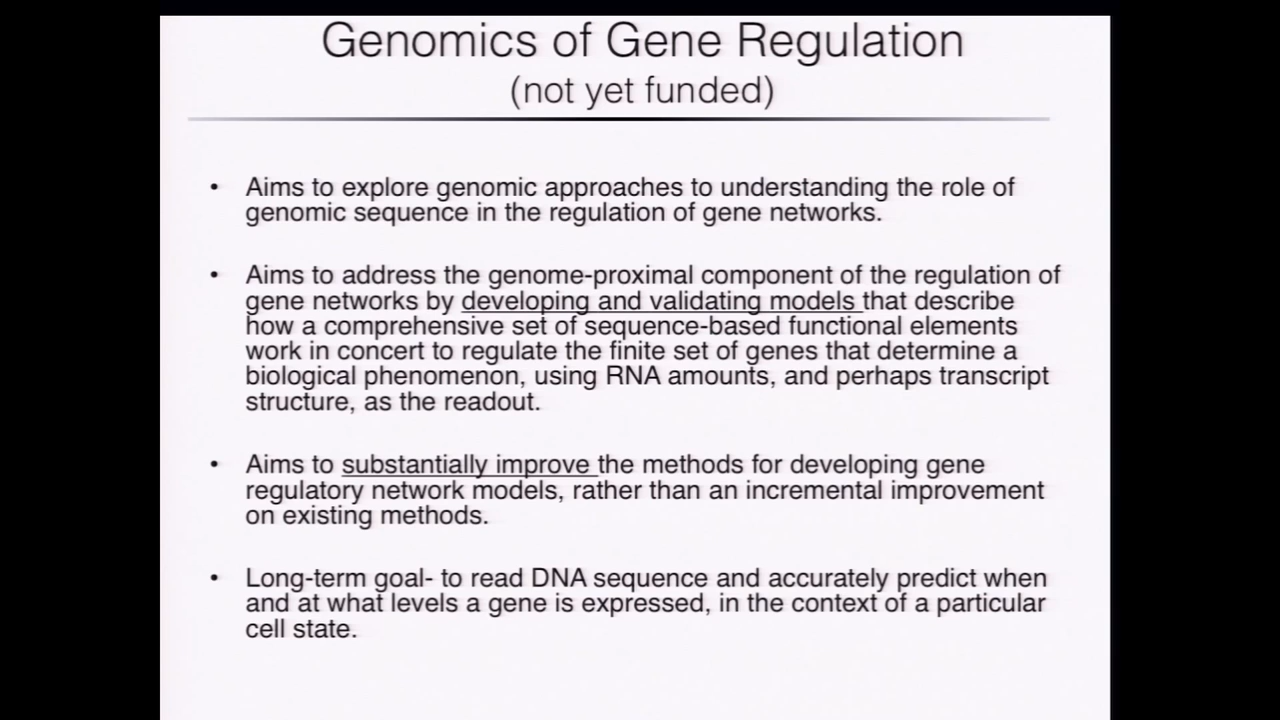 Genomics of Gene Regulation
(not yet funded)
• Aims to explore genomic approaches to understanding the role of
genomic sequence in the regulation of gene networks.
• Aims to address the genome-proximal component of the regulation of
gene networks by developing and validating models that describe
how a comprehensive set of sequence-based functional elements
work in concert to regulate the finite set of genes that determine a
biological phenomenon, using RNA amounts, and perhaps transcript
structure, as the readout.
• Aims to substantially improve the methods for developing gene
regulatory network models, rather than an incremental improvement
on existing methods.
• Long-term goal- to read DNA sequence and accurately predict when
and at what levels a gene is expressed, in the context of a particular
cell state.